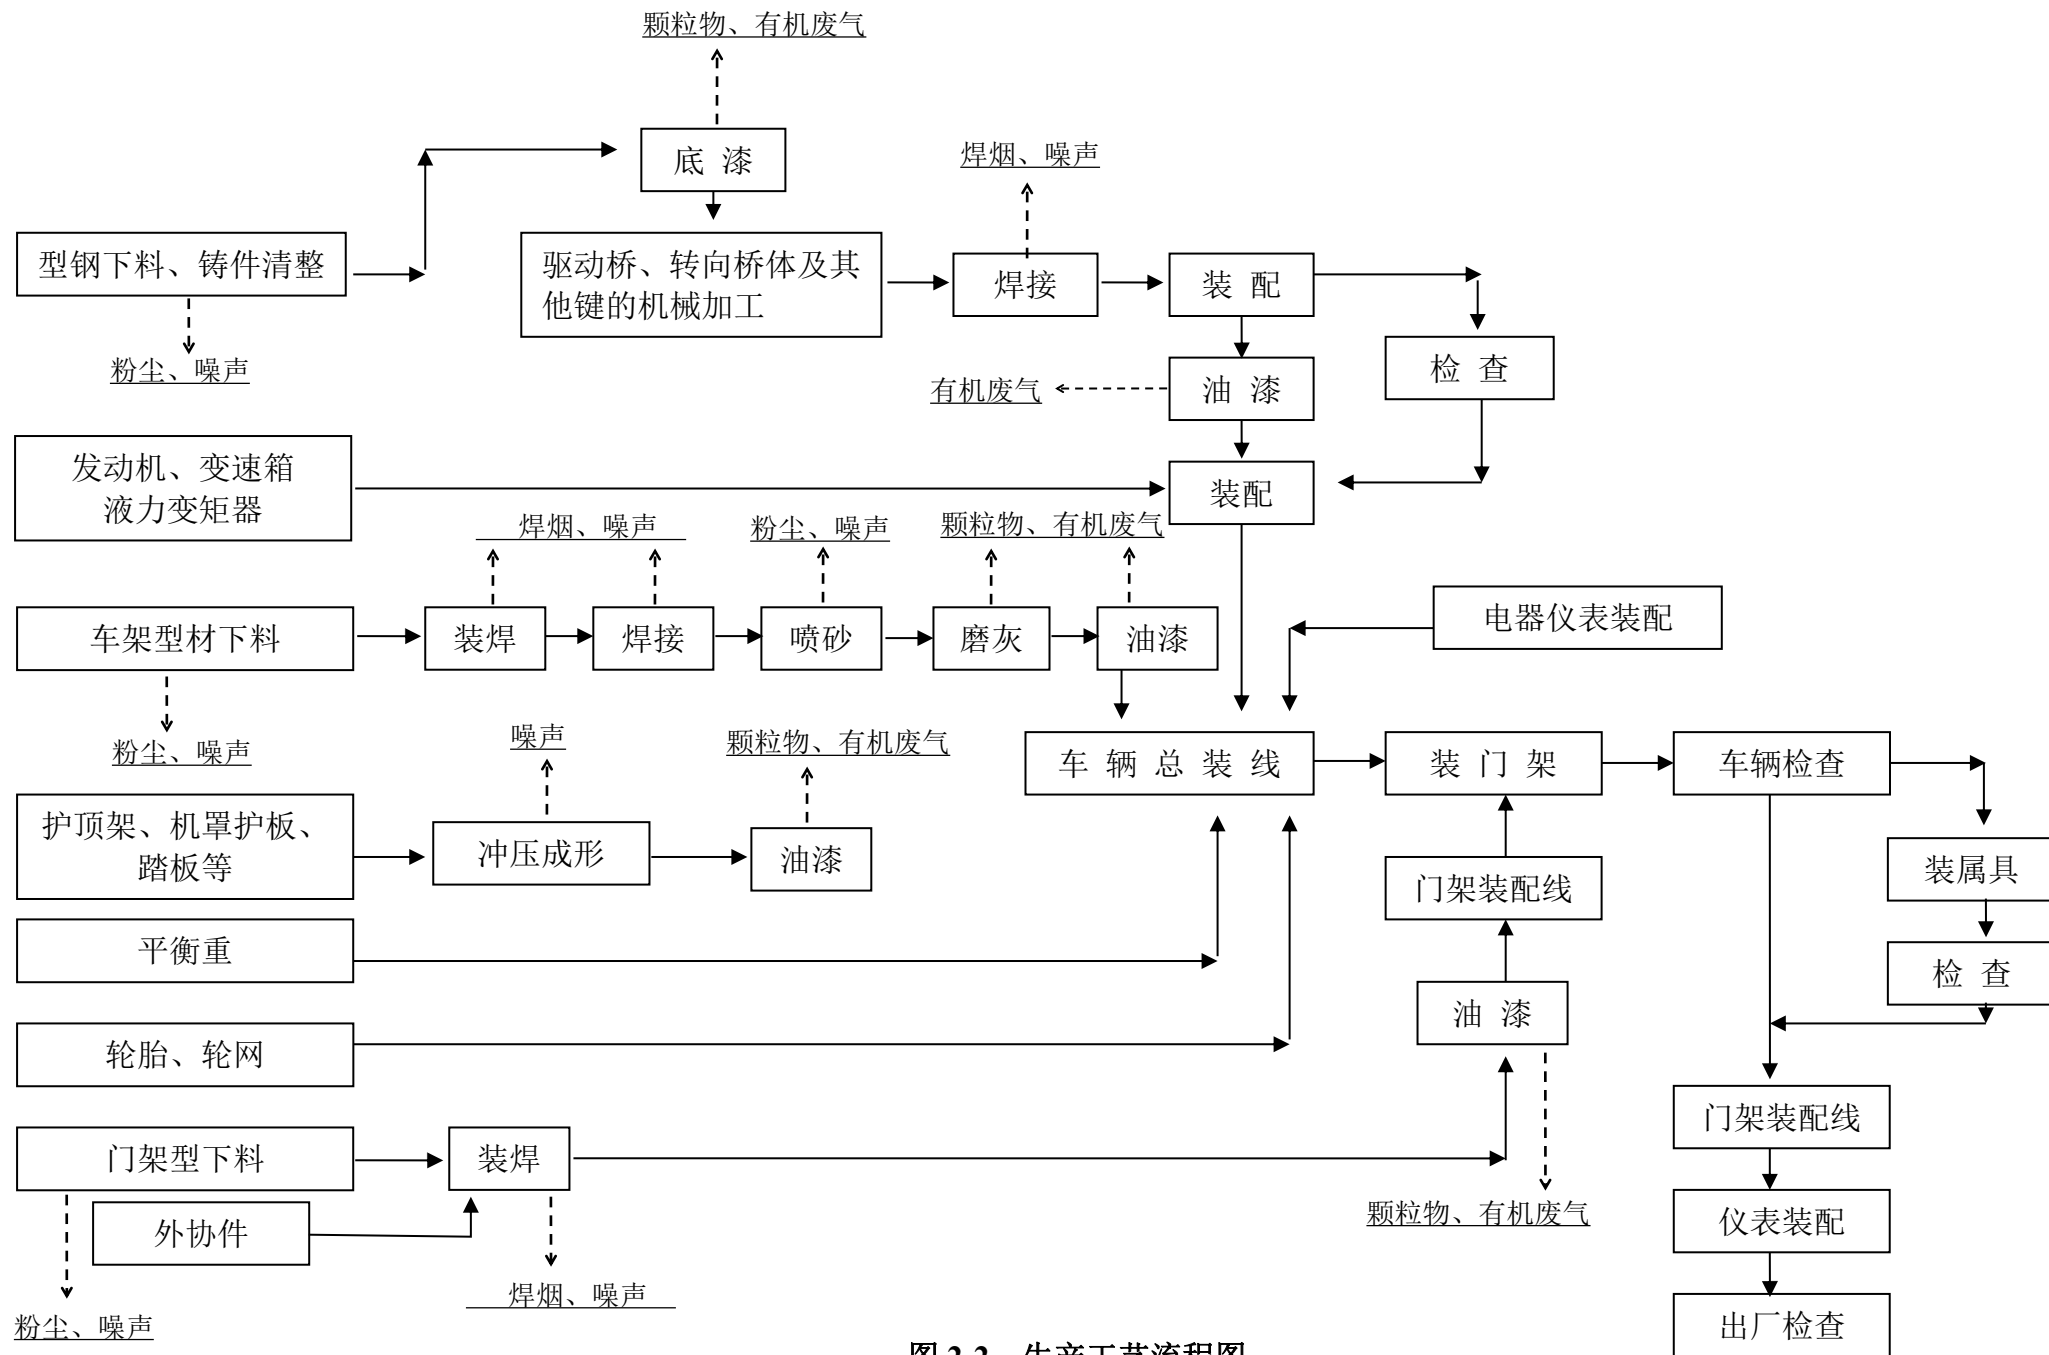 颗粒物、有机废气
底 漆
焊烟、噪声
型钢下料、铸件清整
驱动桥、转向桥体及其
他键的机械加工
焊接
装 配
粉尘、噪声
检 查
有机废气
油 漆
发动机、变速箱
液力变矩器
装配
焊烟、噪声
粉尘、噪声
颗粒物、有机废气
车架型材下料
装焊
焊接
喷砂
磨灰
油漆
电器仪表装配
粉尘、噪声
噪声
颗粒物、有机废气
车 辆 总 装 线
装 门 架
车辆检查
护顶架、机罩护板、
踏板等
冲压成形
油漆
门架装配线
装属具
平衡重
检 查
油 漆
轮胎、轮网
门架装配线
门架型下料
装焊
颗粒物、有机废气
外协件
仪表装配
焊烟、噪声
粉尘、噪声
出厂检查
图 2-2 生产工艺流程图